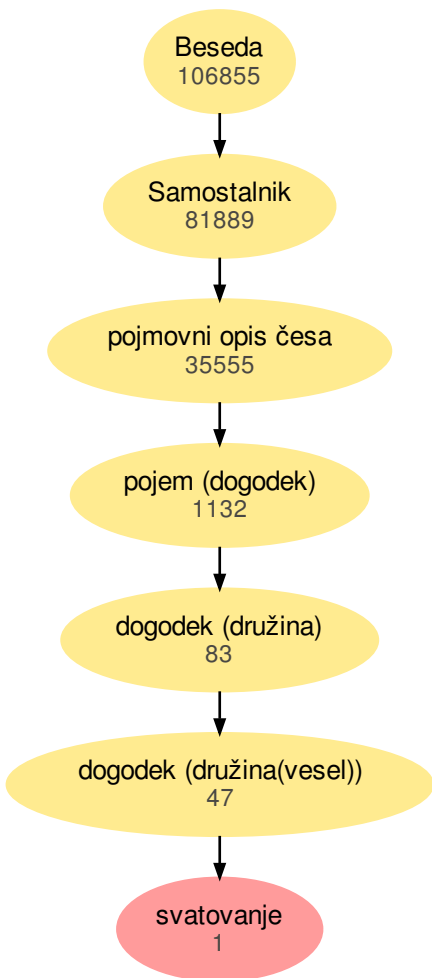 Beseda
106855
Samostalnik
81889
pojmovni opis česa
35555
pojem (dogodek)
1132
dogodek (družina)
83
dogodek (družina(vesel))
47
svatovanje
1